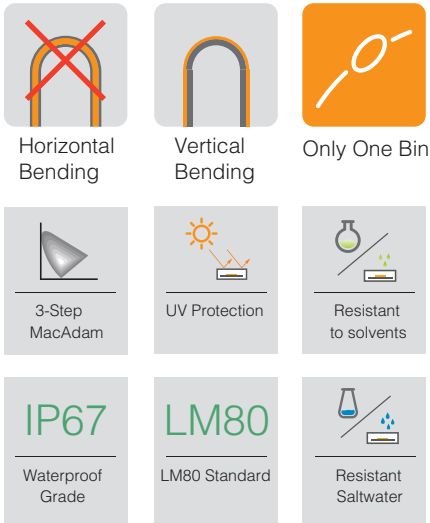 Horizontal
Bending
Vertical
Bending
Only One Bin
3-Step
MacAdam
UV Protection
Resistant
to solvents
IP67
Waterproof
Grade
LM80
LM80 Standard
Resistant
Saltwater